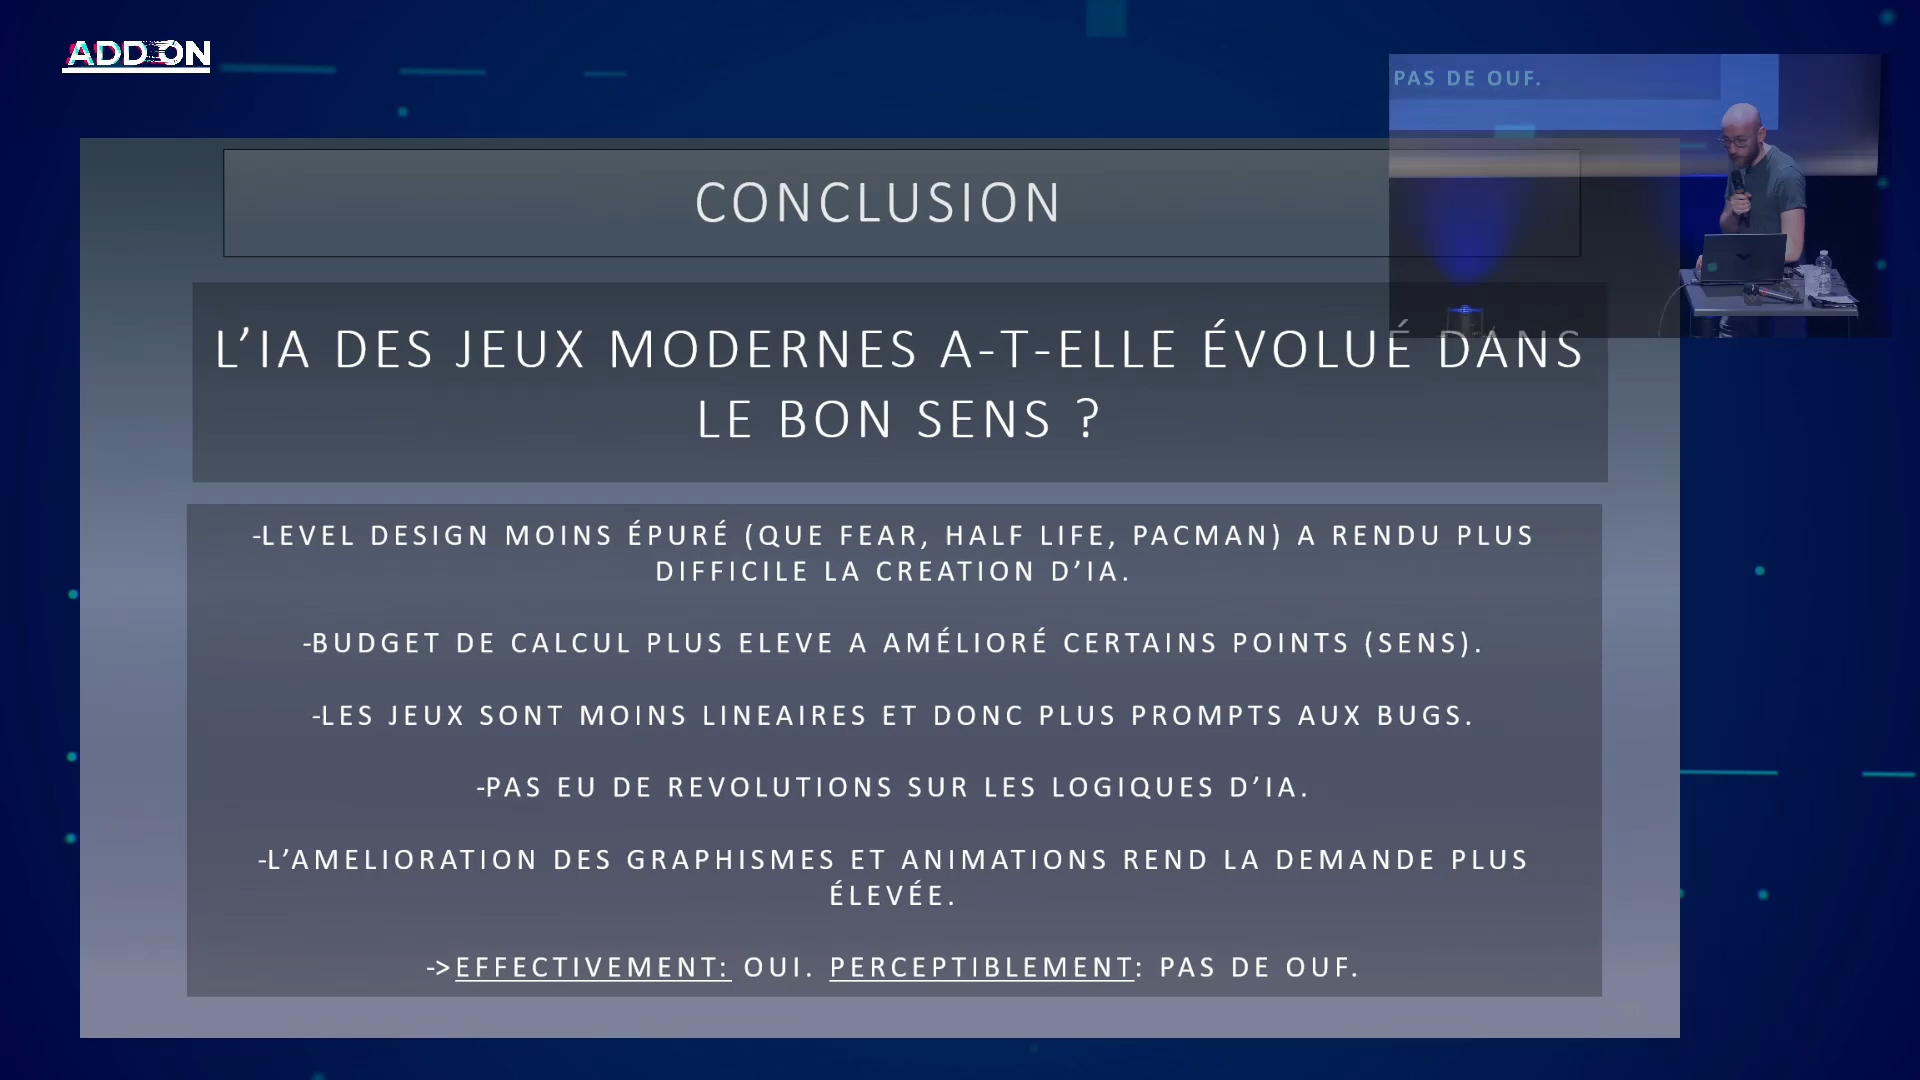 ADD ON
PAS DE OUF.
CONCLUSION
L’IA DES JEUX MODERNES A-T-ELLE ÉVOLUÉ DANS
LE BON SENS ?
-LEVEL DESIGN MOINS ÉPURÉ (QUE FEAR, HALF LIFE, PACMAN) A RENDU PLUS
DIFFICILE LA CREATION D’IA.
-BUDGET DE CALCUL PLUS ELEVE A AMÉLIORÉ CERTAINS POINTS (SENS).
-LES JEUX SONT MOINS LINEAIRES ET DONC PLUS PROMPTS AUX BUGS.
-PAS EU DE REVOLUTIONS SUR LES LOGIQUES D’IA.
-L’AMELIORATION DES GRAPHISMES ET ANIMATIONS REND LA DEMANDE PLUS
ÉLEVÉE.
->EFFECTIVEMENT: OUI. PERCEPTIBLEMENT: PAS DE OUF.